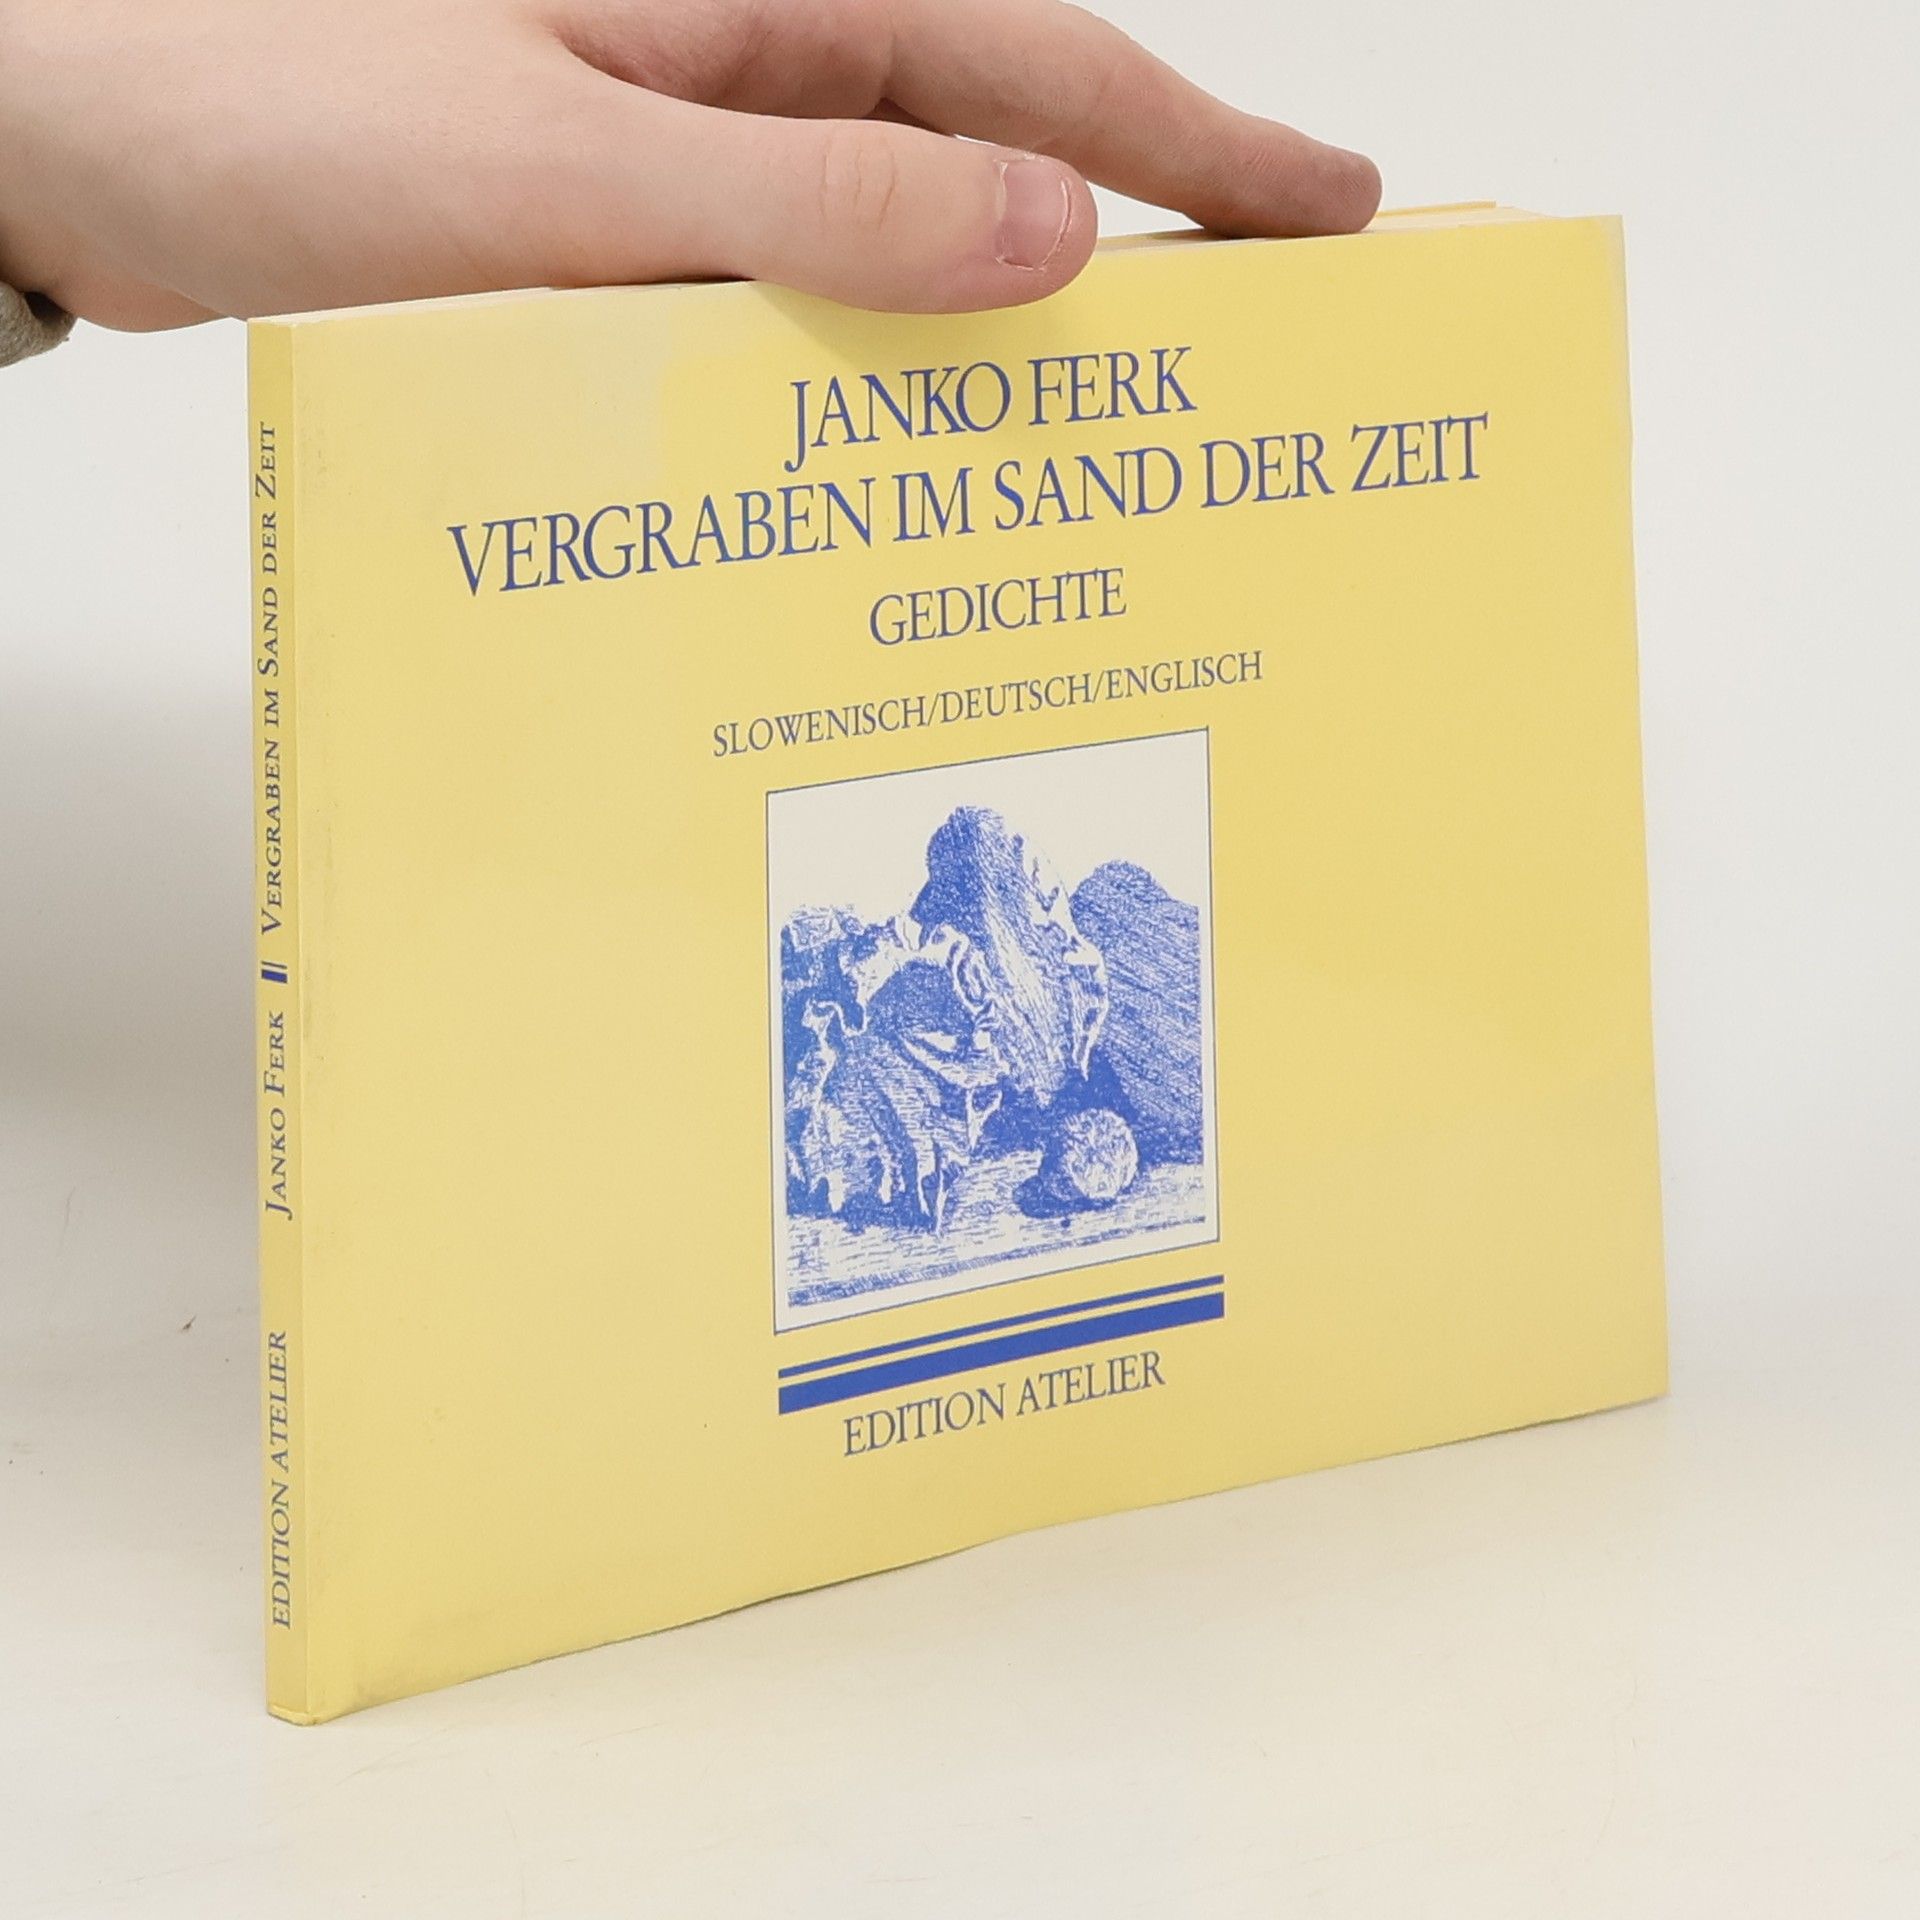 JANKO FERK
VERGRABEN IM SAND DER ZEIT
GEDICHTE
SLOWENISCH/DEUTSCH/ENGLISCH
EDITION ATELIER
EDITION ATELIER JANKO FERK VERGRABEN IM SAND DER ZEIT